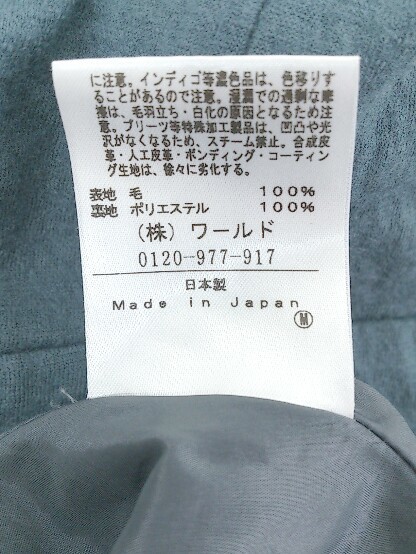 に注意。インディゴ等濃色品は、色移りす
ることがあるので注意。湿潤での過剰な摩
擦は、毛羽立ち・白化の原因となるため注
意。プリーツ等特殊加工製品は、凹凸や光
沢がなくなるため、スチーム禁止。合成皮
革・人工皮革・ボンディング・コーティン
グ生地は、徐々に劣化する。
表地 毛 100%
裏地 ポリエステル 100%
(株) ワールド
0120-977-917
日本製
Made in Japan
M